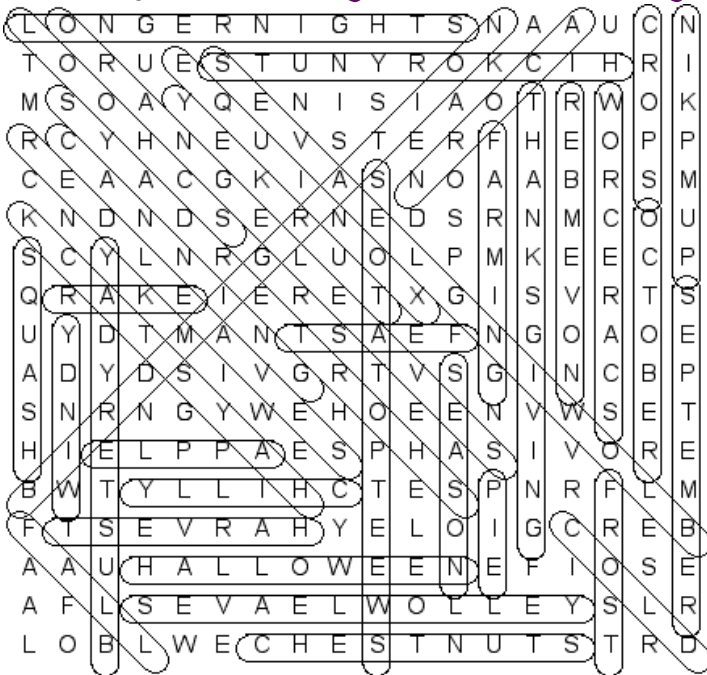 L O N G E R N I G H T S N A A U C N
T O R U E S T U N Y R O K C I H R I
M S O A Y Q E N I S I A O T R W O K
R C Y H N E U V S T E R F H E O P P
C E A A C G K I A S N O A A B R S M
K N D N D S E R N E D S R N M C O U
S C Y L N R G L U O L P M K E E C P
Q R A K E I E R E T X G I S V R T S
U Y D T M A N T S A E F N G O A O E
A D Y D S I V G R T V S G I N C B P
S N R N G Y W E H O E E N V W S E T
H I E L P P A E S P H A S I V O R E
B W T Y L L I H C T E S P N R F L M
F T S E V R A H Y E L O I G C R E B
A A U H A L L O W E E N E F I O S E
A F L S E V A E L W O L L E Y S L R
L O B L W E C H E S T N U T S T R D